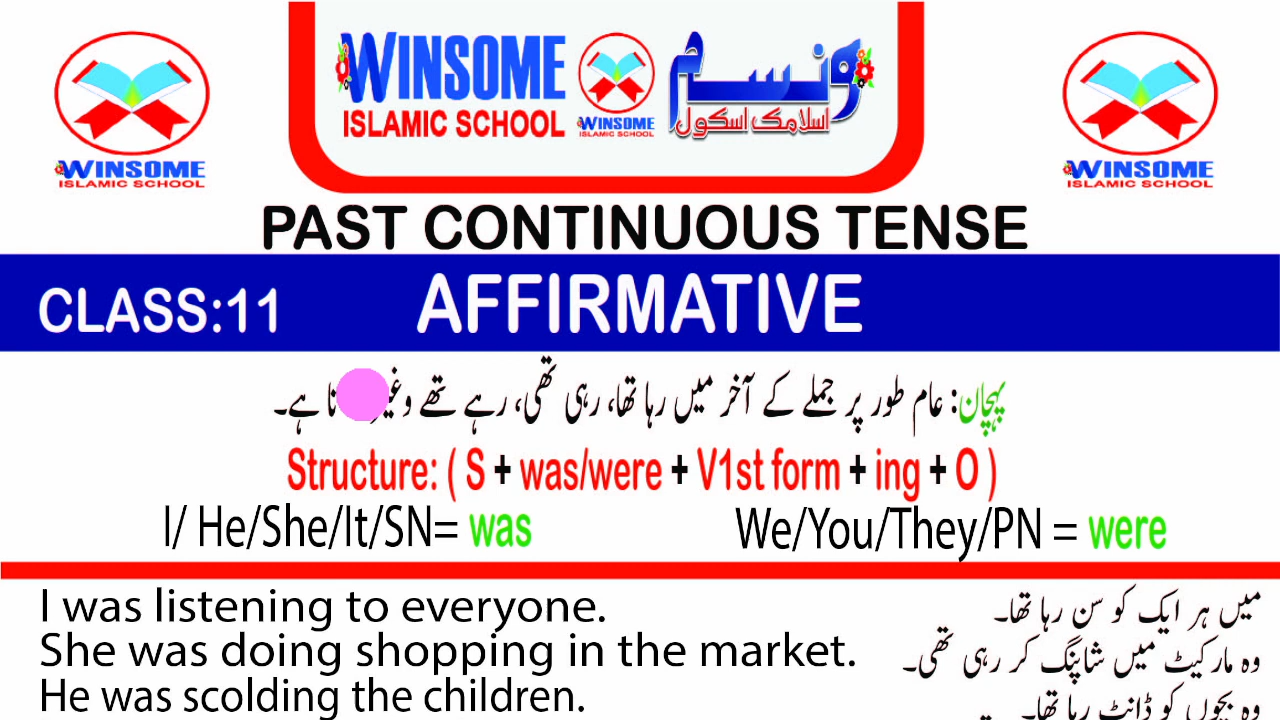 WINSOME
ISLAMIC SCHOOL
WINSOME
ISLAMIC SCHOOL
ونسم
اسلامک اسکول
WINSOME
ISLAMIC SCHOOL
WINSOME
ISLAMIC SCHOOL
PAST CONTINUOUS TENSE
CLASS:11 AFFIRMATIVE
پہچان: عام طور پر جملے کے آخر میں رہا تھا، رہی تھی، رہے تھے ہے۔
Structure: ( S + was/were + V1st form + ing + O )
I/ He/She/It/SN= was We/You/They/PN = were
I was listening to everyone. میں ہر ایک کو سن رہا تھا۔
She was doing shopping in the market. وہ مارکیٹ میں شاپنگ کر رہی تھی۔
He was scolding the children. وہ بچوں کو ڈانٹ رہا تھا۔